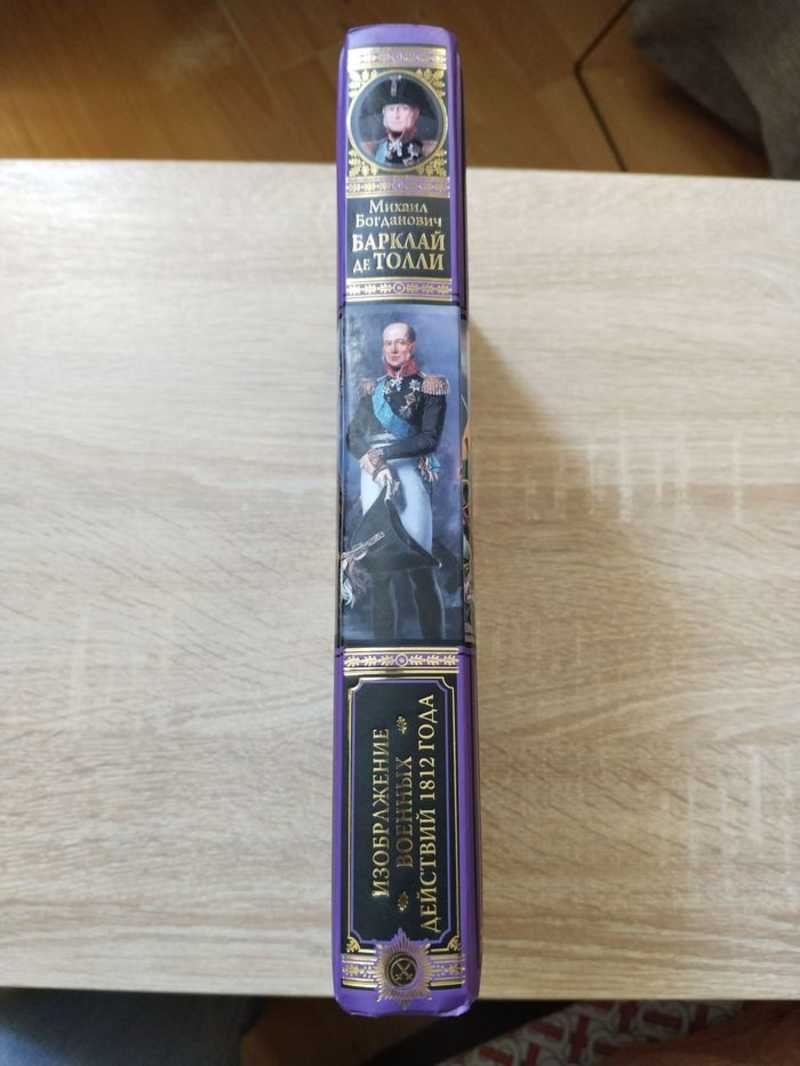 Михаил
Богданович
БАРКЛАЙ
ДЕ ТОЛЛИ
ИЗОБРАЖЕНИЕ
ВОЕННЫХ
ДЕЙСТВИЙ 1812 ГОДА